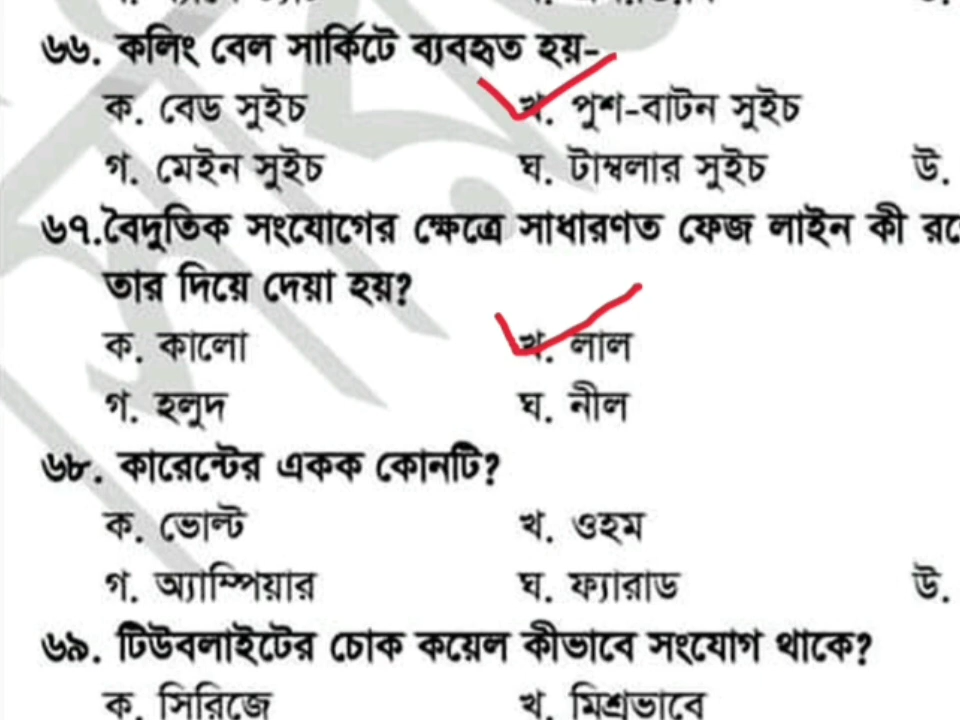 ৬৬. কলিং বেল সার্কিটে ব্যবহৃত হয়-
ক. বেড সুইচ খ. পুশ-বাটন সুইচ
গ. মেইন সুইচ ঘ. টাম্বলার সুইচ উ.
৬৭.বৈদুতিক সংযোগের ক্ষেত্রে সাধারণত ফেজ লাইন কী
তার দিয়ে দেয়া হয়?
ক. কালো খ. লাল
গ. হলুদ ঘ. নীল
৬৮. কারেন্টের একক কোনটি?
ক. ভোল্ট খ. ওহম
গ. অ্যাম্পিয়ার ঘ. ফ্যারাড উ.
৬৯. টিউবলাইটের চোক কয়েল কীভাবে সংযোগ থাকে?
ক. সিরিজে খ. মিশ্রভাবে